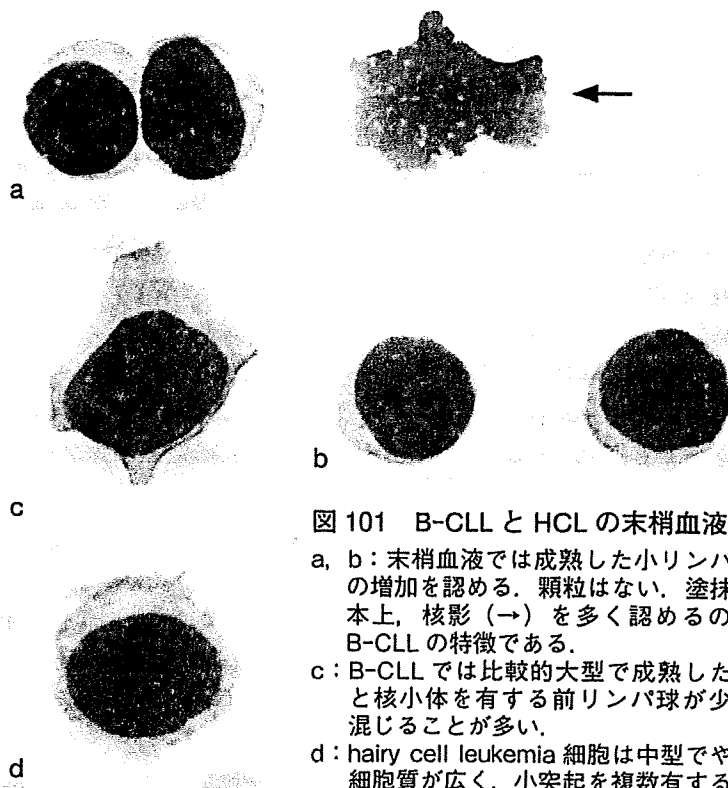 a
c
b
d
図 101 B-CLL と HCL の末梢血液
a, b：末梢血液では成熟した小リンパ
の増加を認める．顆粒はない．塗抹
本上，核影（→）を多く認めるの
B-CLL の特徴である．
c：B-CLL では比較的大型で成熟した
と核小体を有する前リンパ球が少
混じることが多い．
d：hairy cell leukemia 細胞は中型でや
細胞質が広く，小突起を複数有する